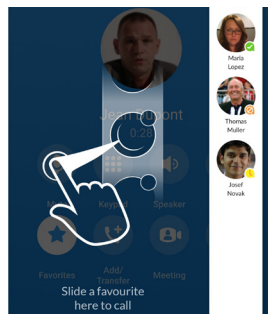 Jean Dupont
0:28
Keypad
Speaker
Favorites
Add/
Transfer
Meeting
Slide a favourite
here to call
Maria
Lopez
Thomas
Muller
Josef
Novak